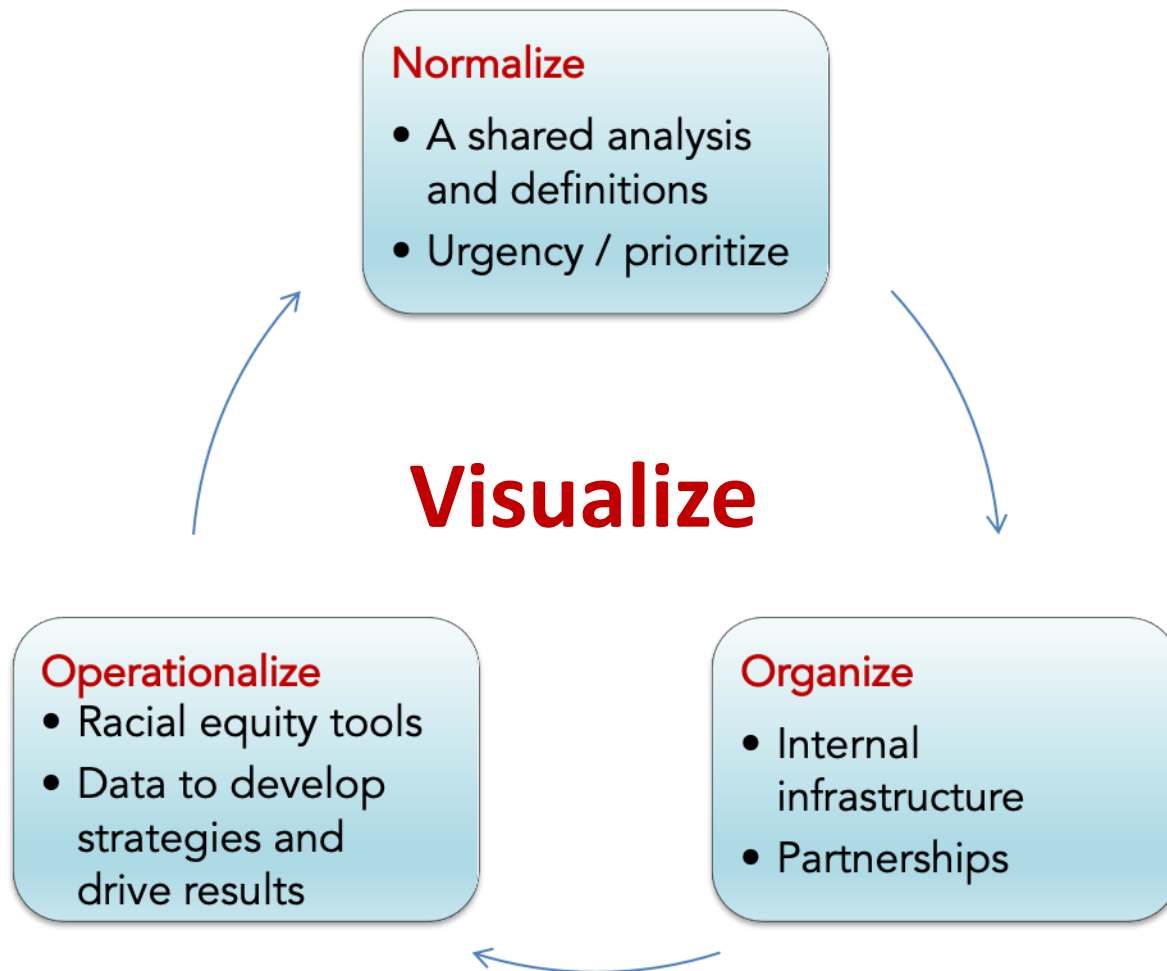 Normalize
• A shared analysis
and definitions
• Urgency / prioritize
Visualize
Operationalize
• Racial equity tools
• Data to develop
strategies and
drive results
Organize
• Internal
infrastructure
• Partnerships